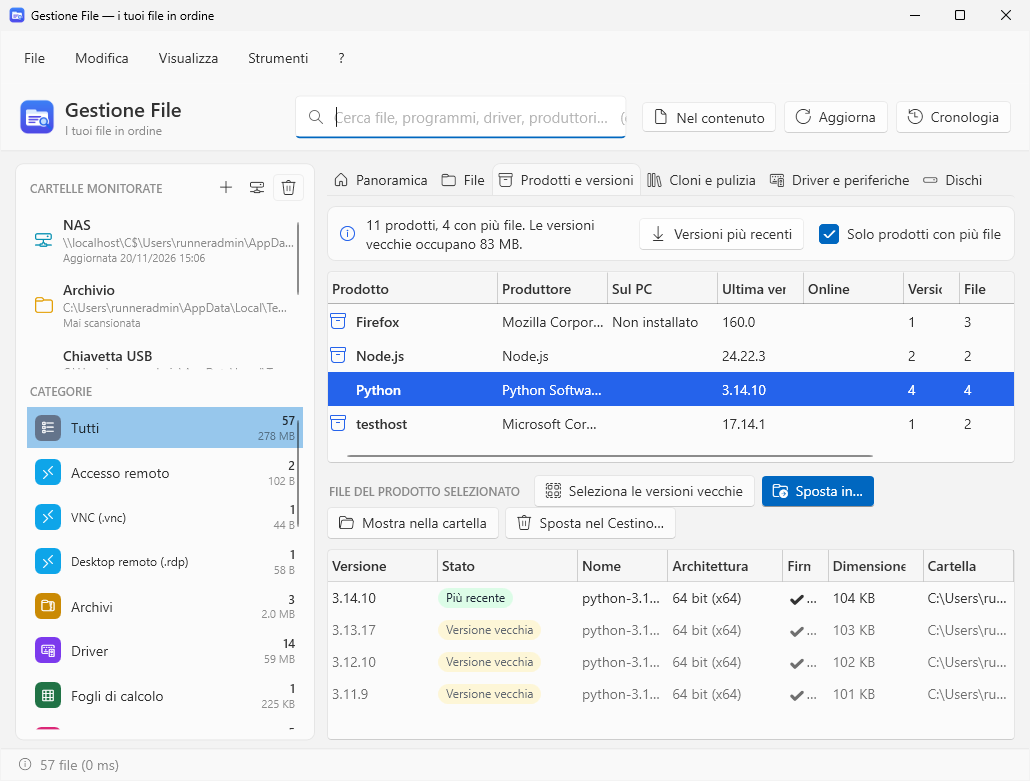 Gestione File — i tuoi file in ordine
File Modifica Visualizza Strumenti ?
Gestione File
I tuoi file in ordine
Cerca file, programmi, driver, produttori...
Nel contenuto
Aggiorna
Cronologia
CARTELLE MONITORATE
NAS
\\localhost\C$\Users\runneradmin\AppDa...
Aggiornata 20/11/2026 15:06
Archivio
C:\Users\runneradmin\AppData\Local\Te...
Mai scansionata
Chiavetta USB
CATEGORIE
Tutti 57
278 MB
Accesso remoto 2
102 B
VNC (.vnc) 1
44 B
Desktop remoto (.rdp) 1
58 B
Archivi 3
2.0 MB
Driver 14
59 MB
Fogli di calcolo 1
225 KB
Panoramica File Prodotti e versioni Cloni e pulizia Driver e periferiche Dischi
11 prodotti, 4 con più file. Le versioni
vecchie occupano 83 MB.
Versioni più recenti
Solo prodotti con più file
Prodotto Produttore Sul PC Ultima ver Online Versic File
Firefox Mozilla Corpor... Non installato 160.0 1 3
Node.js Node.js 24.22.3 2 2
Python Python Softwa... 3.14.10 4 4
testhost Microsoft Cor... 17.14.1 1 2
FILE DEL PRODOTTO SELEZIONATO
Seleziona le versioni vecchie
Sposta in...
Mostra nella cartella
Sposta nel Cestino...
Versione Stato Nome Architettura Firn Dimensione Cartella
3.14.10 Più recente python-3.1... 64 bit (x64) ✔ ... 104 KB C:\Users\ru...
3.13.17 Versione vecchia python-3.1... 64 bit (x64) ✔ ... 103 KB C:\Users\ru...
3.12.10 Versione vecchia python-3.1... 64 bit (x64) ✔ ... 102 KB C:\Users\ru...
3.11.9 Versione vecchia python-3.1... 64 bit (x64) ✔ ... 101 KB C:\Users\ru...
57 file (0 ms)